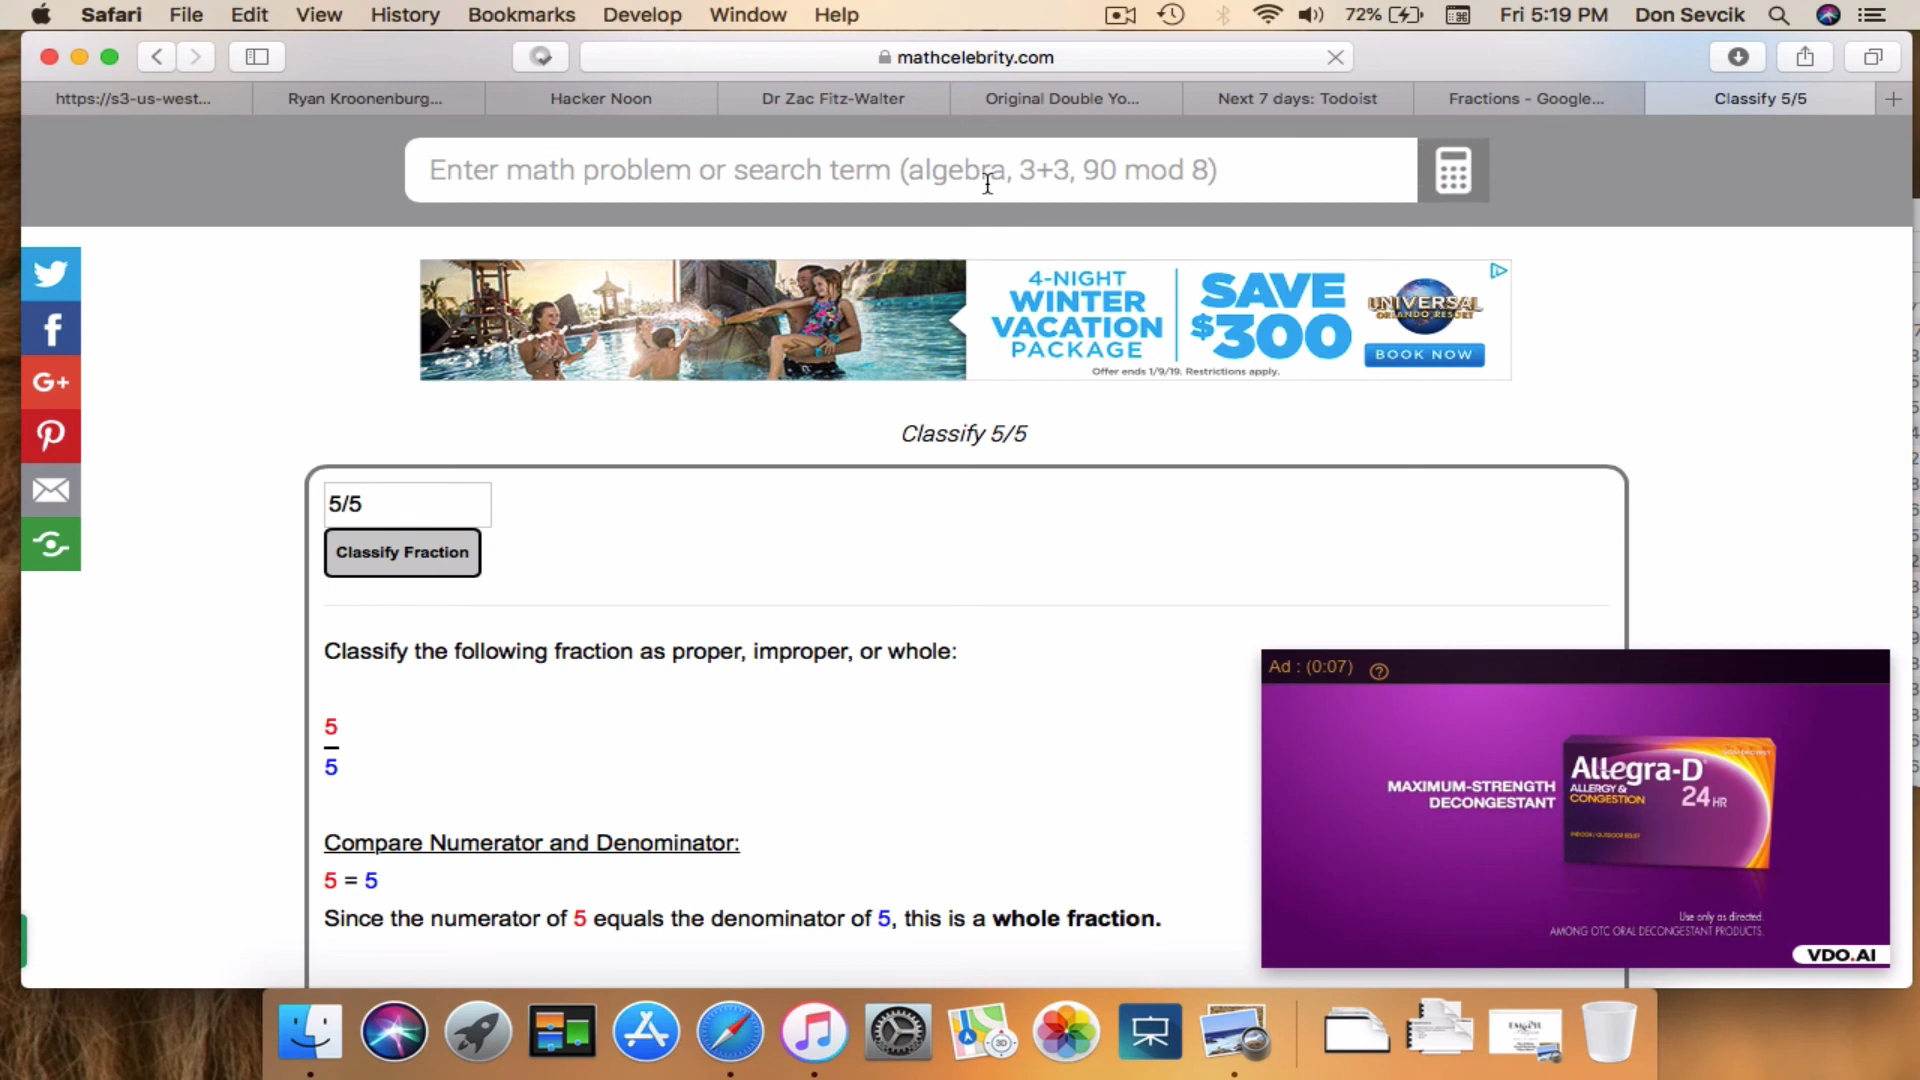 Safari File Edit View History Bookmarks Develop Window Help 72% Fri 5:19 PM Don Sevcik
mathcelebrity.com
https://s3-us-west... Ryan Kroonenburg... Hacker Noon Dr Zac Fitz-Walter Original Double Yo... Next 7 days: Todoist Fractions - Google... Classify 5/5
Enter math problem or search term (algebra, 3+3, 90 mod 8)
4-NIGHT
WINTER
VACATION
PACKAGE
SAVE
$300
UNIVERSAL
ORLANDO RESORT
BOOK NOW
Offer ends 1/9/19. Restrictions apply.
G+
Classify 5/5
5/5
Classify Fraction
Classify the following fraction as proper, improper, or whole:
5
5
Compare Numerator and Denominator:
5 = 5
Since the numerator of 5 equals the denominator of 5, this is a whole fraction.
Ad : (0:07) ?
MAXIMUM-STRENGTH
DECONGESTANT
Allegra-D
ALLERGY &
CONGESTION
24 HR
INDOOR/OUTDOOR RELIEF
Use only as directed.
AMONG OTC ORAL DECONGESTANT PRODUCTS.
VDO.AI
3D